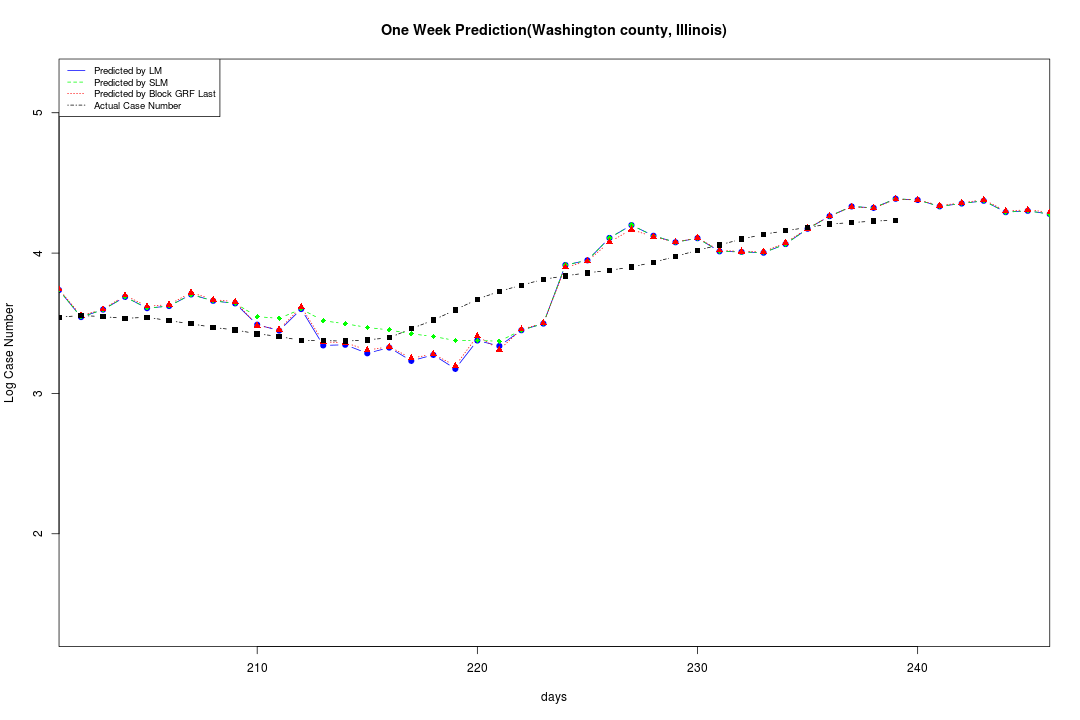 One Week Prediction(Washington county, Illinois)
Predicted by LM
Predicted by SLM
Predicted by Block GRF Last
Actual Case Number
5
4
3
2
Log Case Number
210
220
230
240
days